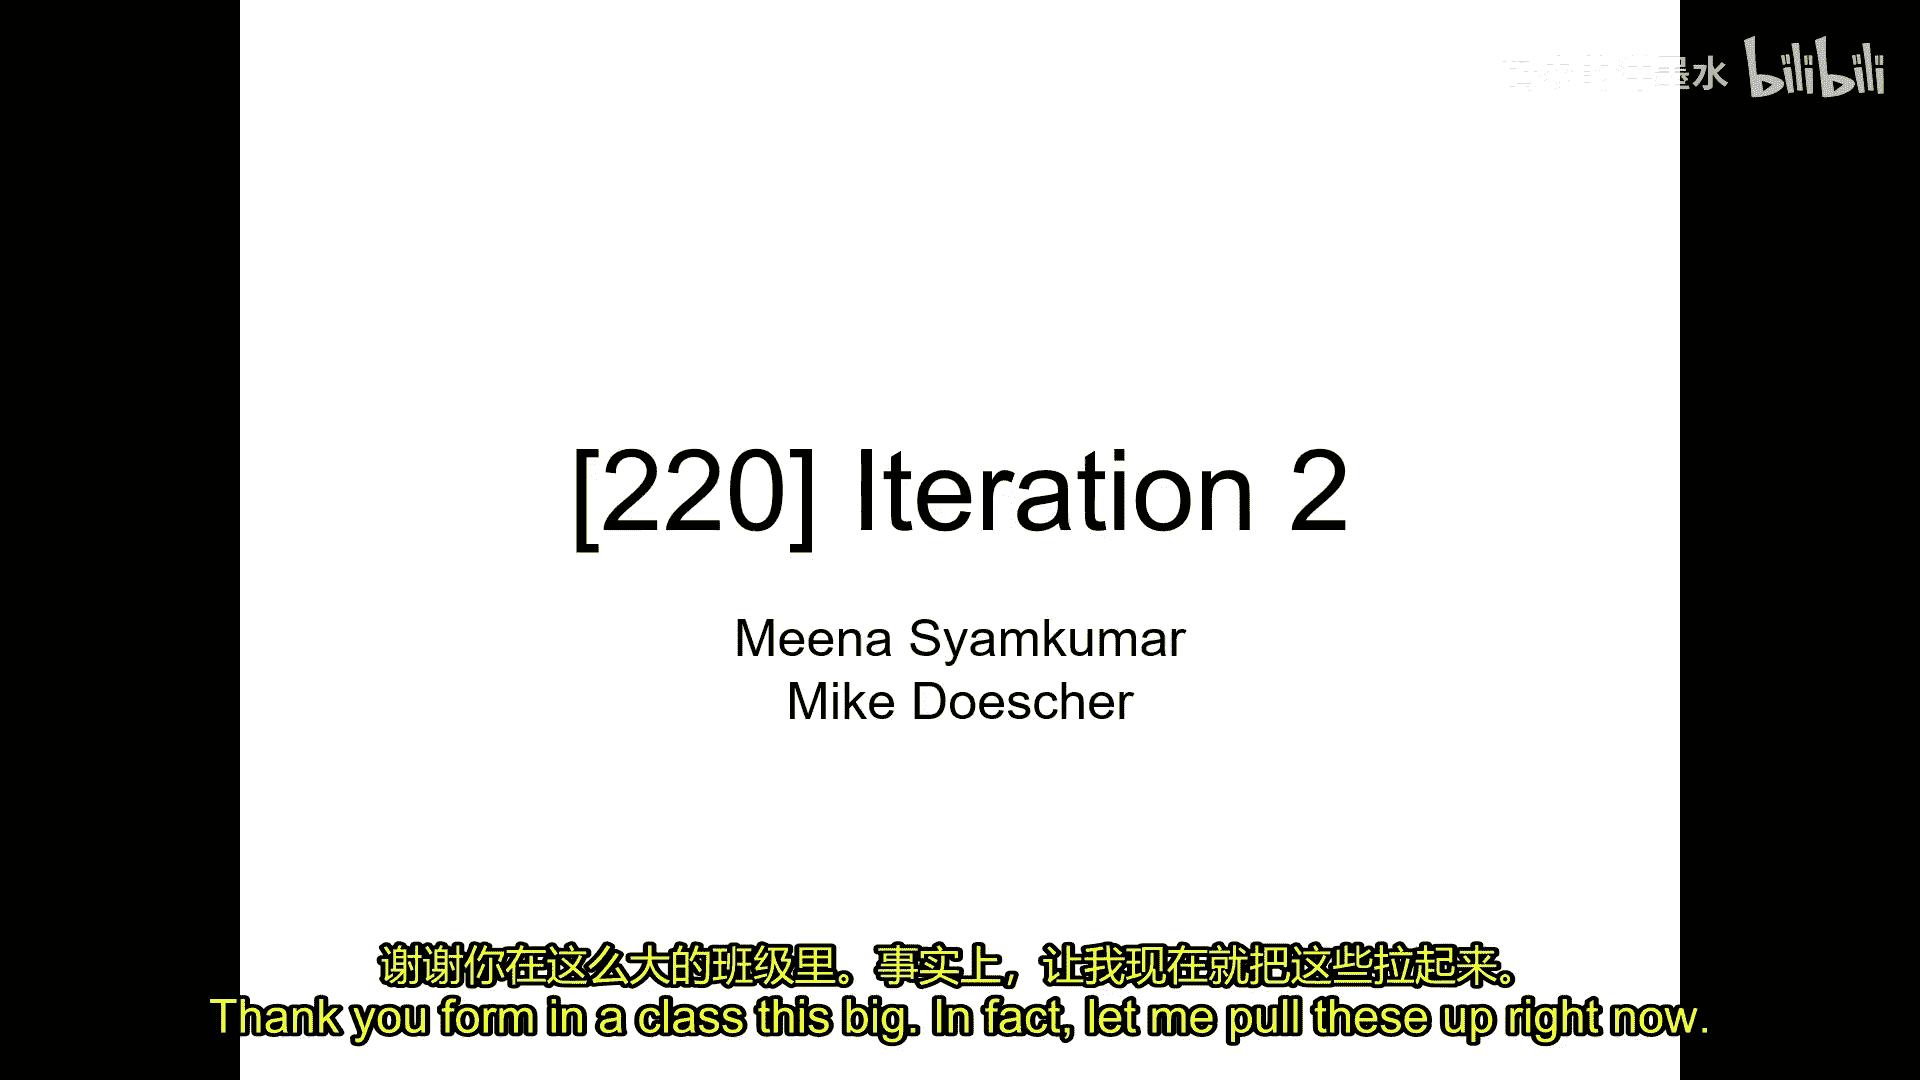 墨水 bilibili
[220] Iteration 2
Meena Syamkumar
Mike Doescher
谢谢你在这么大的班级里。事实上，让我现在就把这些拉起来。
Thank you form in a class this big. In fact, let me pull these up right now.